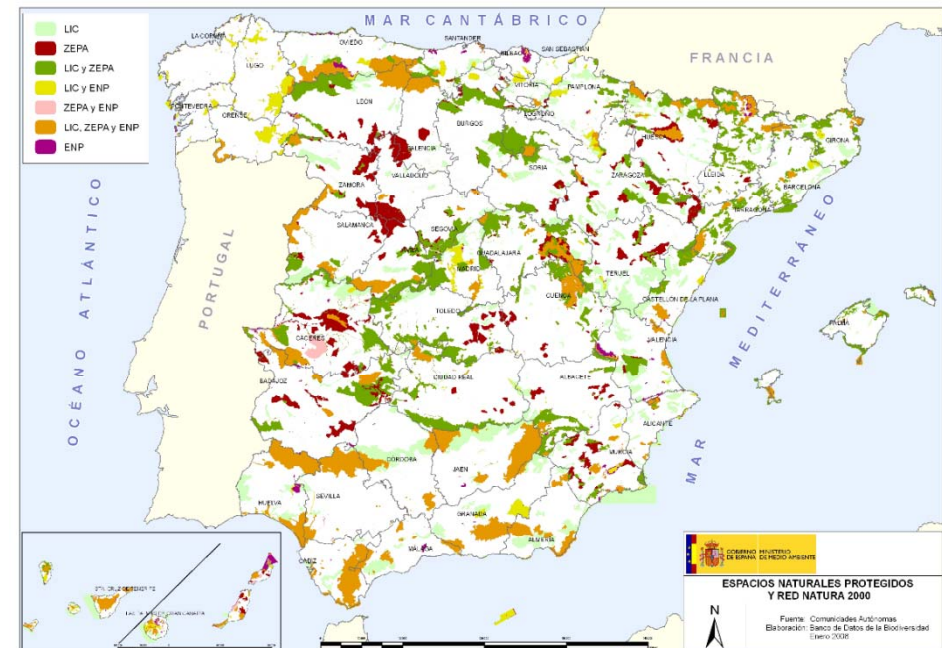 MAR CANTÁBRICO
FRANCIA
OCÉANO ATLÁNTICO
PORTUGAL
MAR MEDITERRÁNEO
LIC
ZEPA
LIC y ZEPA
LIC y ENP
ZEPA y ENP
LIC, ZEPA y ENP
ENP
LA CORUÑA
LUGO
OVIEDO
SANTANDER
BILBAO
SAN SEBASTIAN
VITORIA
PAMPLONA
PONTEVEDRA
ORENSE
LEON
BURGOS
LOGROÑO
HUESCA
GIRONA
PALENCIA
ZAMORA
VALLADOLID
SORIA
ZARAGOZA
LLEIDA
BARCELONA
TARRAGONA
SALAMANCA
SEGOVIA
AVILA
MADRID
GUADALAJARA
TERUEL
CUENCA
CASTELLON DE LA PLANA
TOLEDO
CACERES
VALENCIA
PALMA
BADAJOZ
CIUDAD REAL
ALBACETE
ALICANTE
CORDOBA
JAEN
MURCIA
HUELVA
SEVILLA
GRANADA
ALMERIA
CADIZ
MALAGA
GOBIERNO DE ESPAÑA
MINISTERIO DE MEDIO AMBIENTE
ESPACIOS NATURALES PROTEGIDOS
Y RED NATURA 2000
N
Fuente: Comunidades Autónomas
Elaboración: Banco de Datos de la Biodiversidad
Enero 2008